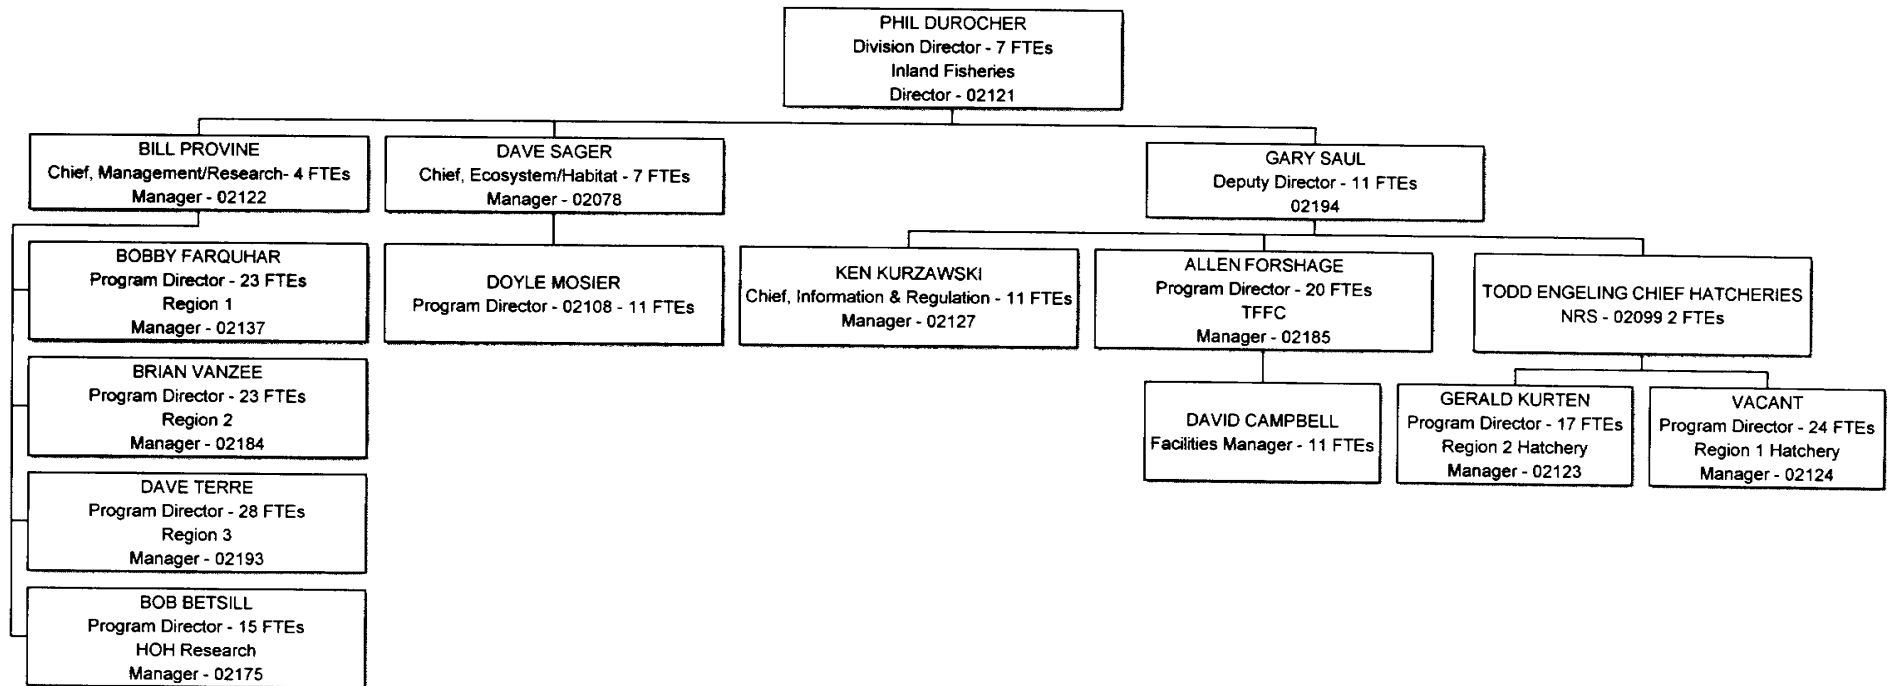 PHIL DUROCHER
Division Director - 7 FTEs
Inland Fisheries
Director - 02121
BILL PROVINE
Chief, Management/Research- 4 FTEs
Manager - 02122
DAVE SAGER
Chief, Ecosystem/Habitat - 7 FTEs
Manager - 02078
GARY SAUL
Deputy Director - 11 FTEs
02194
BOBBY FARQUHAR
Program Director - 23 FTEs
Region 1
Manager - 02137
BRIAN VANZEE
Program Director - 23 FTEs
Region 2
Manager - 02184
DAVE TERRE
Program Director - 28 FTEs
Region 3
Manager - 02193
BOB BETSILL
Program Director - 15 FTEs
HOH Research
Manager - 02175
DOYLE MOSIER
Program Director - 02108 - 11 FTEs
KEN KURZAWSKI
Chief, Information & Regulation - 11 FTEs
Manager - 02127
ALLEN FORSHAGE
Program Director - 20 FTEs
TFFC
Manager - 02185
TODD ENGELING CHIEF HATCHERIES
NRS - 02099 2 FTEs
DAVID CAMPBELL
Facilities Manager - 11 FTEs
GERALD KURTEN
Program Director - 17 FTEs
Region 2 Hatchery
Manager - 02123
VACANT
Program Director - 24 FTEs
Region 1 Hatchery
Manager - 02124